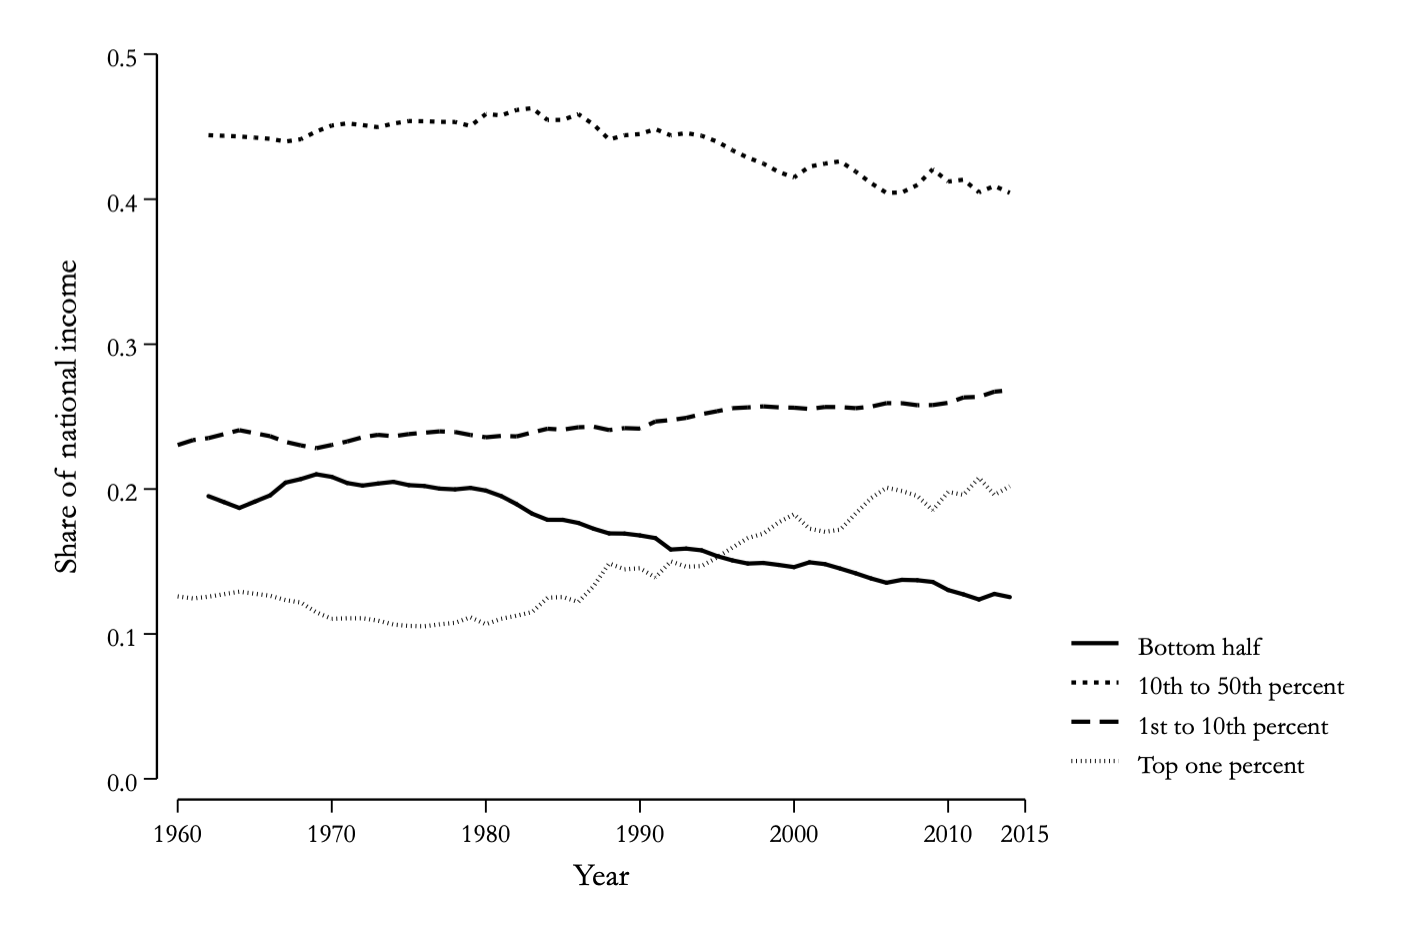 0.5
0.4
0.3
0.2
0.1
0.0
Share of national income
1960 1970 1980 1990 2000 2010 2015
Year
Bottom half
10th to 50th percent
1st to 10th percent
Top one percent